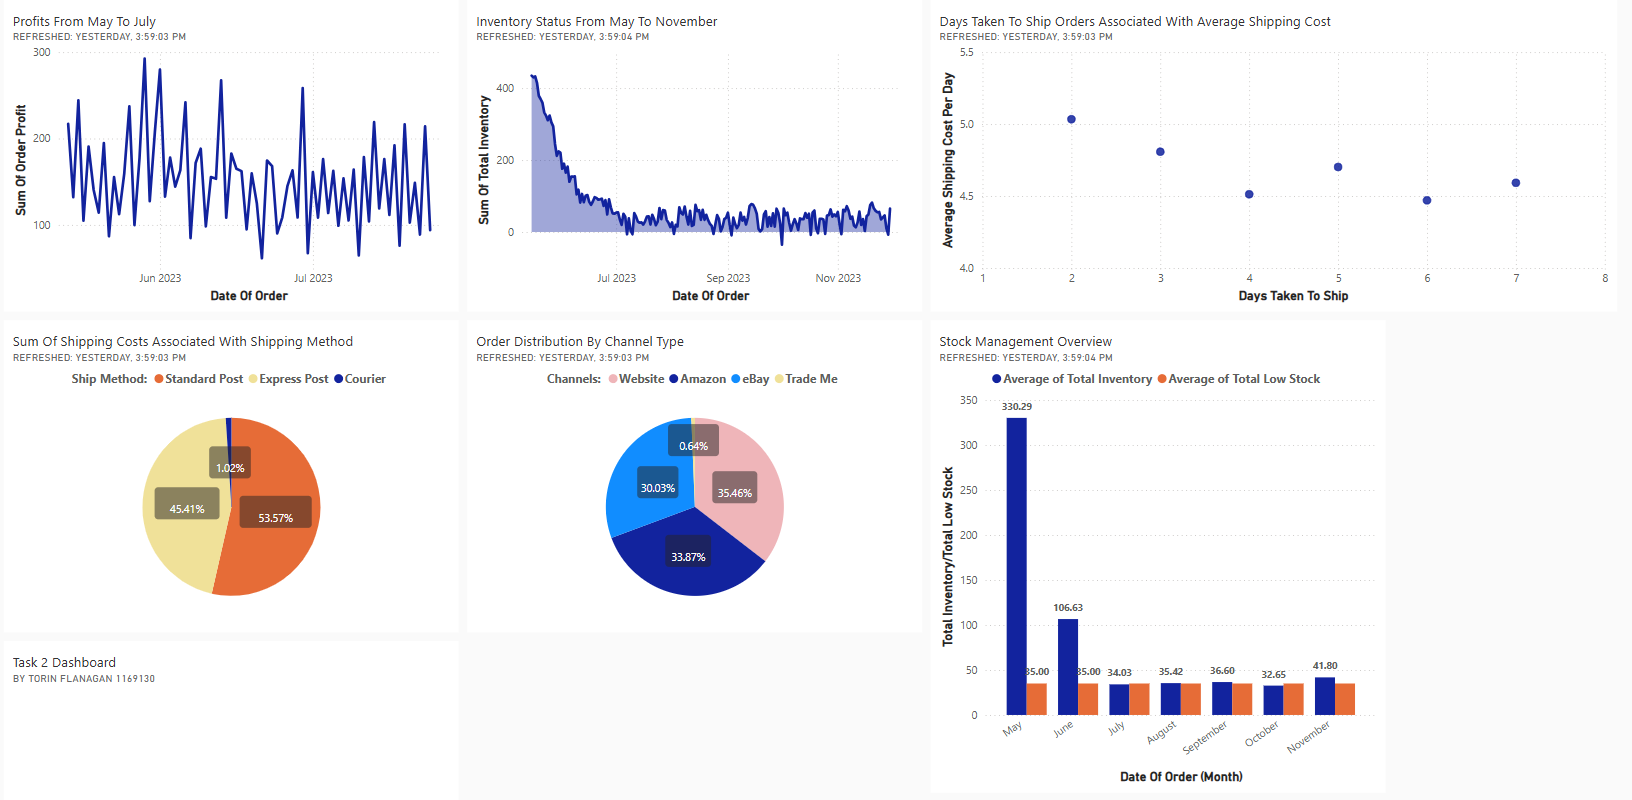 Profits From May To July
REFRESHED: YESTERDAY, 3:59:03 PM
300
200
100
Sum Of Order Profit
Jun 2023
Jul 2023
Date Of Order
Inventory Status From May To November
REFRESHED: YESTERDAY, 3:59:04 PM
400
200
0
Sum Of Total Inventory
Jul 2023
Sep 2023
Nov 2023
Date Of Order
Days Taken To Ship Orders Associated With Average Shipping Cost
REFRESHED: YESTERDAY, 3:59:03 PM
5.5
5.0
4.5
4.0
Average Shipping Cost Per Day
1
2
3
4
5
6
7
8
Days Taken To Ship
Sum Of Shipping Costs Associated With Shipping Method
REFRESHED: YESTERDAY, 3:59:03 PM
Ship Method: Standard Post Express Post Courier
1.02%
45.41%
53.57%
Order Distribution By Channel Type
REFRESHED: YESTERDAY, 3:59:03 PM
Channels: Website Amazon eBay Trade Me
0.64%
30.03%
35.46%
33.87%
Stock Management Overview
REFRESHED: YESTERDAY, 3:59:04 PM
Average of Total Inventory Average of Total Low Stock
350
300
250
200
150
100
50
0
Total Inventory/Total Low Stock
330.29
35.00
106.63
35.00
34.03
35.42
36.60
32.65
41.80
May
June
July
August
September
October
November
Date Of Order (Month)
Task 2 Dashboard
BY TORIN FLANAGAN 1169130